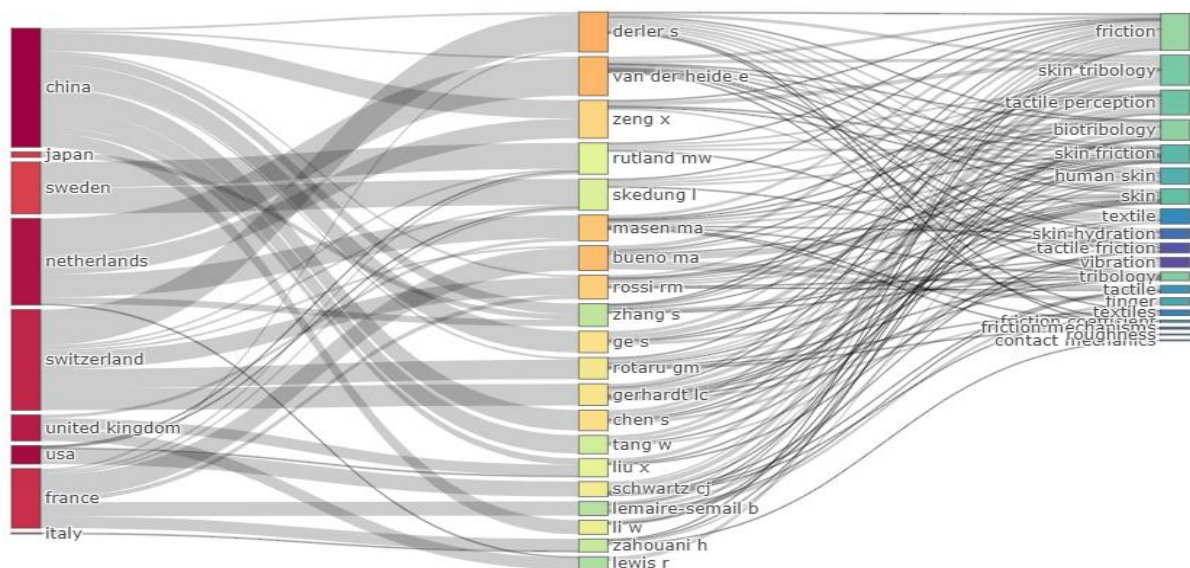 china
japan
sweden
netherlands
switzerland
united kingdom
usa
france
italy
derler s
van der heide e
zeng x
rutland mw
skedung l
masen ma
bueno ma
rossi rm
zhang s
ge s
rotaru gm
gerhardt lc
chen s
tang w
liu x
schwartz cj
lemaire-semail b
li w
zahouani h
lewis r
friction
skin tribology
tactile perception
biotribology
skin friction
human skin
skin
textile
skin hydration
tactile friction
vibration
tribology
tactile
finger
textiles
friction coefficient
friction mechanisms
roughness
contact mechanics